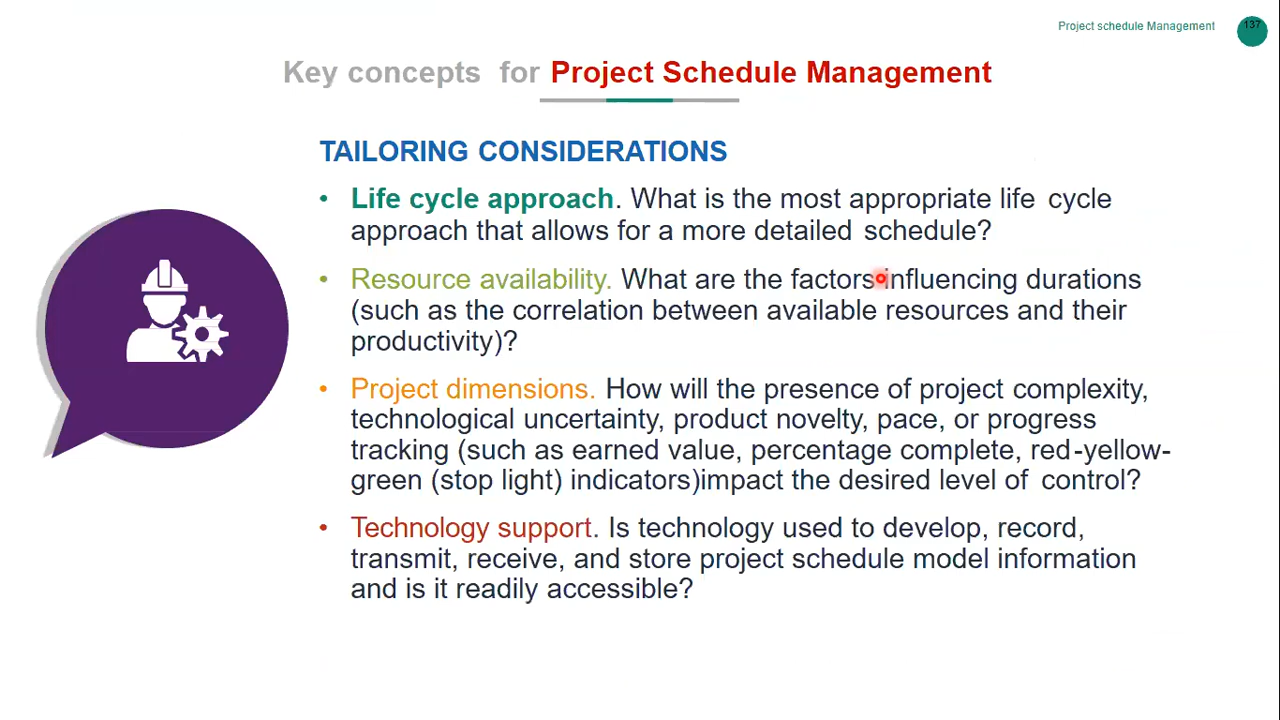 Project schedule Management
137
Key concepts for Project Schedule Management
TAILORING CONSIDERATIONS
• Life cycle approach. What is the most appropriate life cycle
approach that allows for a more detailed schedule?
• Resource availability. What are the factors influencing durations
(such as the correlation between available resources and their
productivity)?
• Project dimensions. How will the presence of project complexity,
technological uncertainty, product novelty, pace, or progress
tracking (such as earned value, percentage complete, red-yellow-
green (stop light) indicators)impact the desired level of control?
• Technology support. Is technology used to develop, record,
transmit, receive, and store project schedule model information
and is it readily accessible?